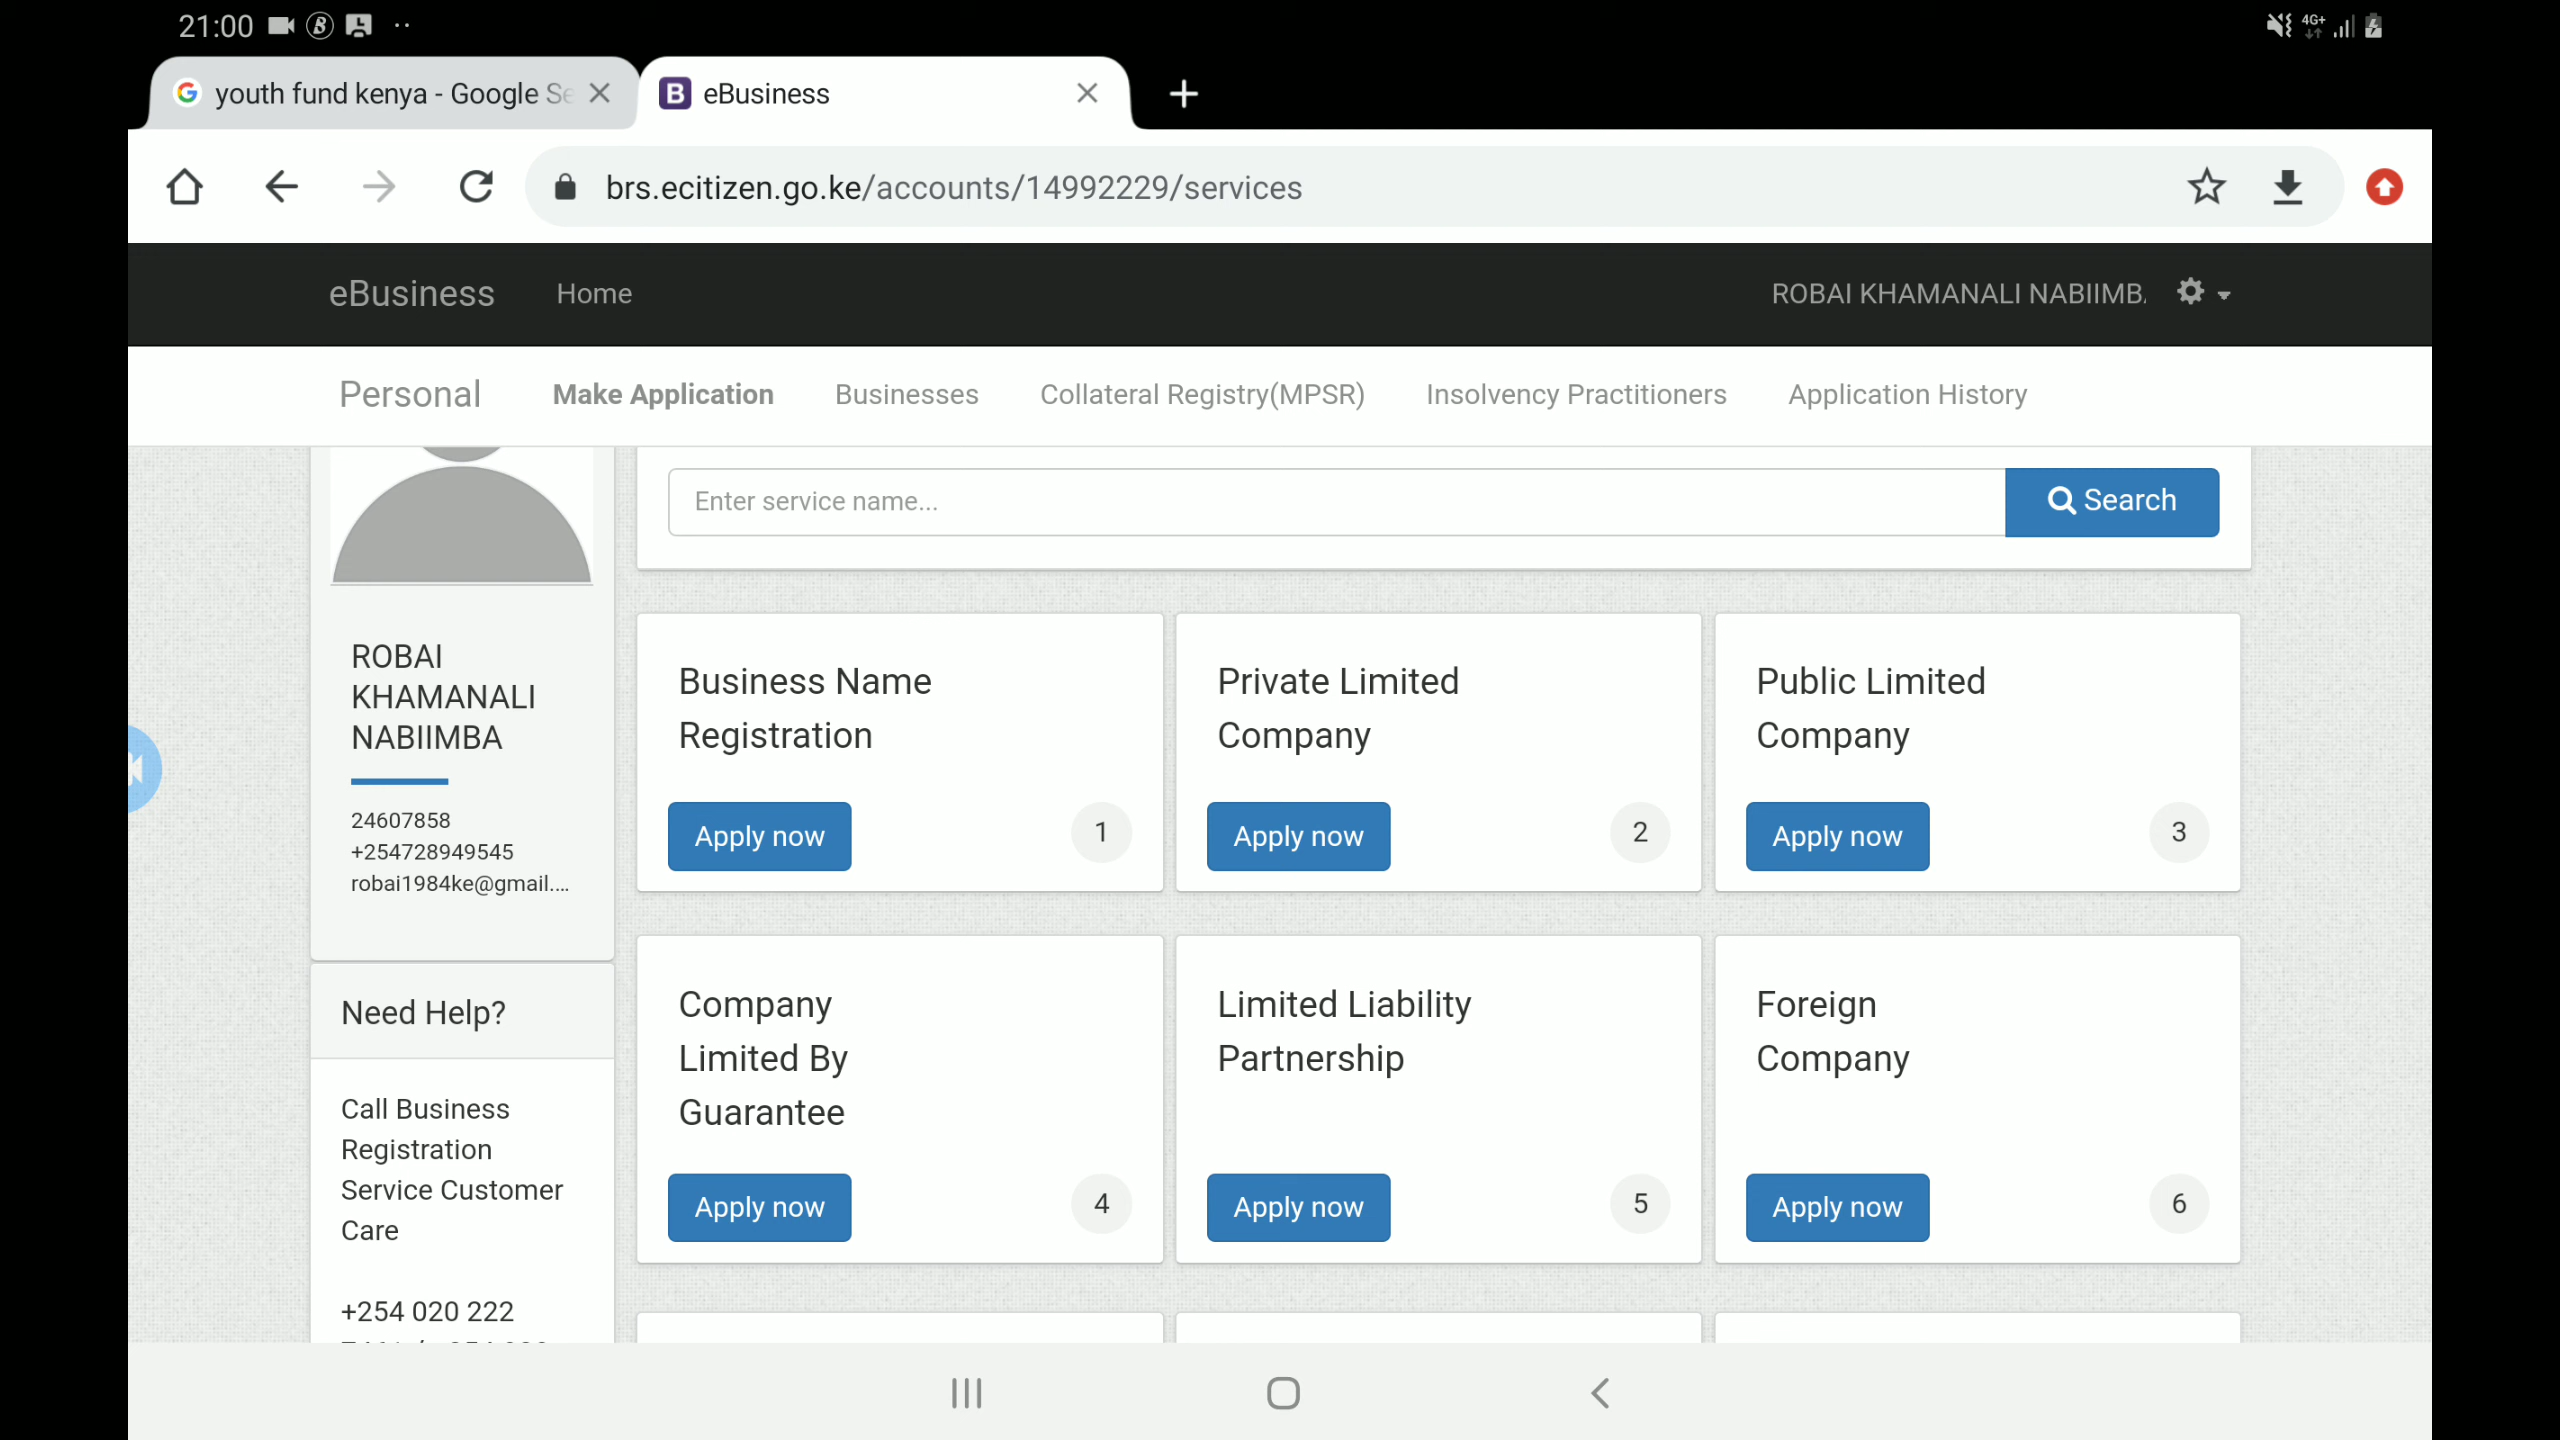 21:00
4G+
youth fund kenya - Google Se
eBusiness
brs.ecitizen.go.ke/accounts/14992229/services
eBusiness
Home
ROBAI KHAMANALI NABIIMBA
Personal
Make Application
Businesses
Collateral Registry(MPSR)
Insolvency Practitioners
Application History
Enter service name...
Search
ROBAI
KHAMANALI
NABIIMBA
24607858
+254728949545
robai1984ke@gmail....
Need Help?
Call Business
Registration
Service Customer
Care
+254 020 222
Business Name
Registration
Apply now
1
Private Limited
Company
Apply now
2
Public Limited
Company
Apply now
3
Company
Limited By
Guarantee
Apply now
4
Limited Liability
Partnership
Apply now
5
Foreign
Company
Apply now
6